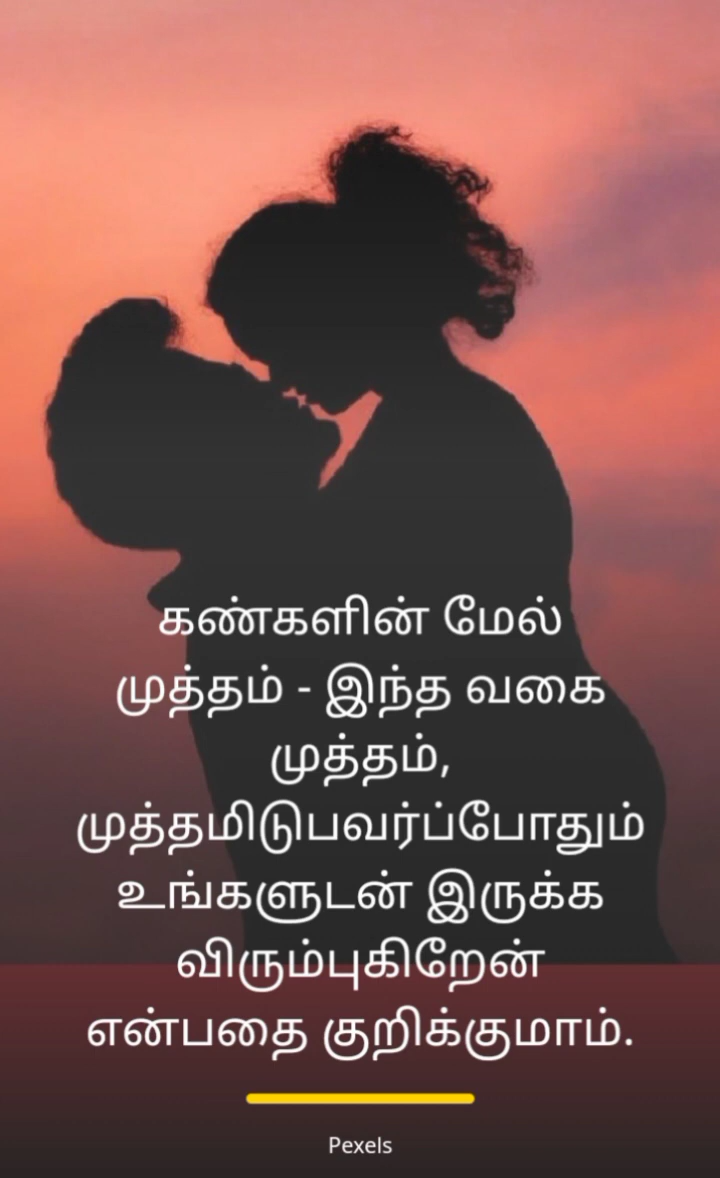 கண்களின் மேல்
முத்தம் - இந்த வகை
முத்தம்,
முத்தமிடுபவர்ப்போதும்
உங்களுடன் இருக்க
விரும்புகிறேன்
என்பதை குறிக்குமாம்.
Pexels